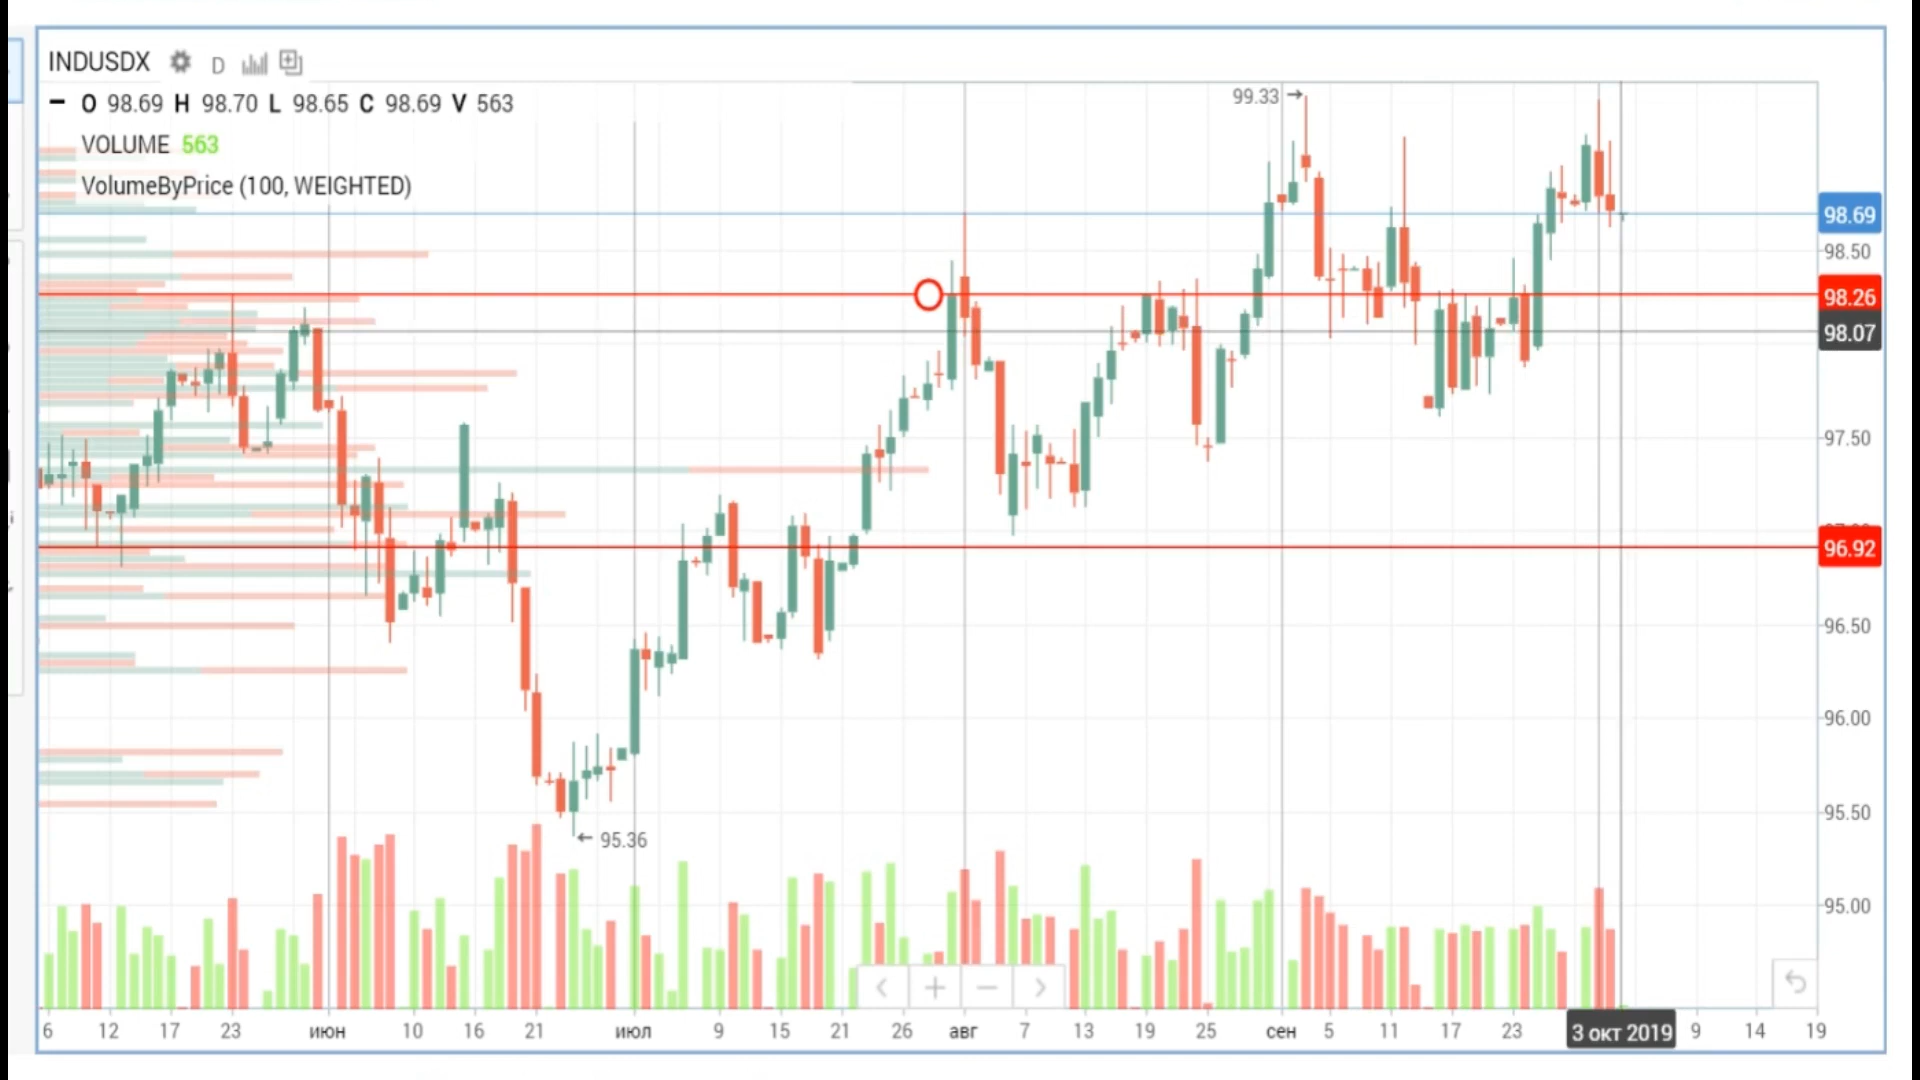 INDUSDX D
O 98.69 H 98.70 L 98.65 C 98.69 V 563
VOLUME 563
VolumeByPrice (100, WEIGHTED)
99.33
98.69
98.50
98.26
98.07
97.50
96.92
96.50
96.00
95.50
95.36
95.00
6 12 17 23 июн 10 16 21 июл 9 15 21 26 авг 7 13 19 25 сен 5 11 17 23 3 окт 2019 9 14 19